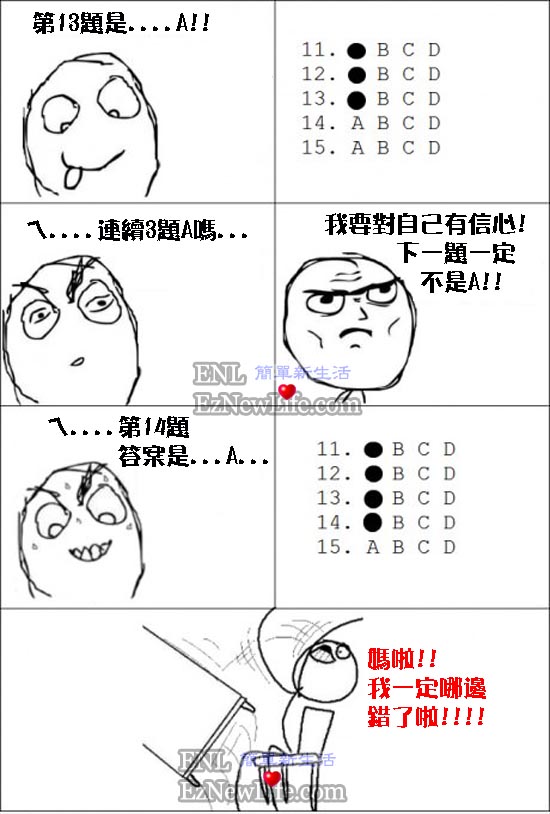 第13題是....A!!
11. ● B C D
12. ● B C D
13. ● B C D
14. A B C D
15. A B C D
ㄟ....連續3題A嗎...
我要對自己有信心!
下一題一定
不是A!!
ENL 簡單新生活
EzNewLife.com
ㄟ....第14題
答案是...A...
11. ● B C D
12. ● B C D
13. ● B C D
14. ● B C D
15. A B C D
媽啦!!
我一定哪邊
錯了啦!!!!
ENL 簡單新生活
EzNewLife.com